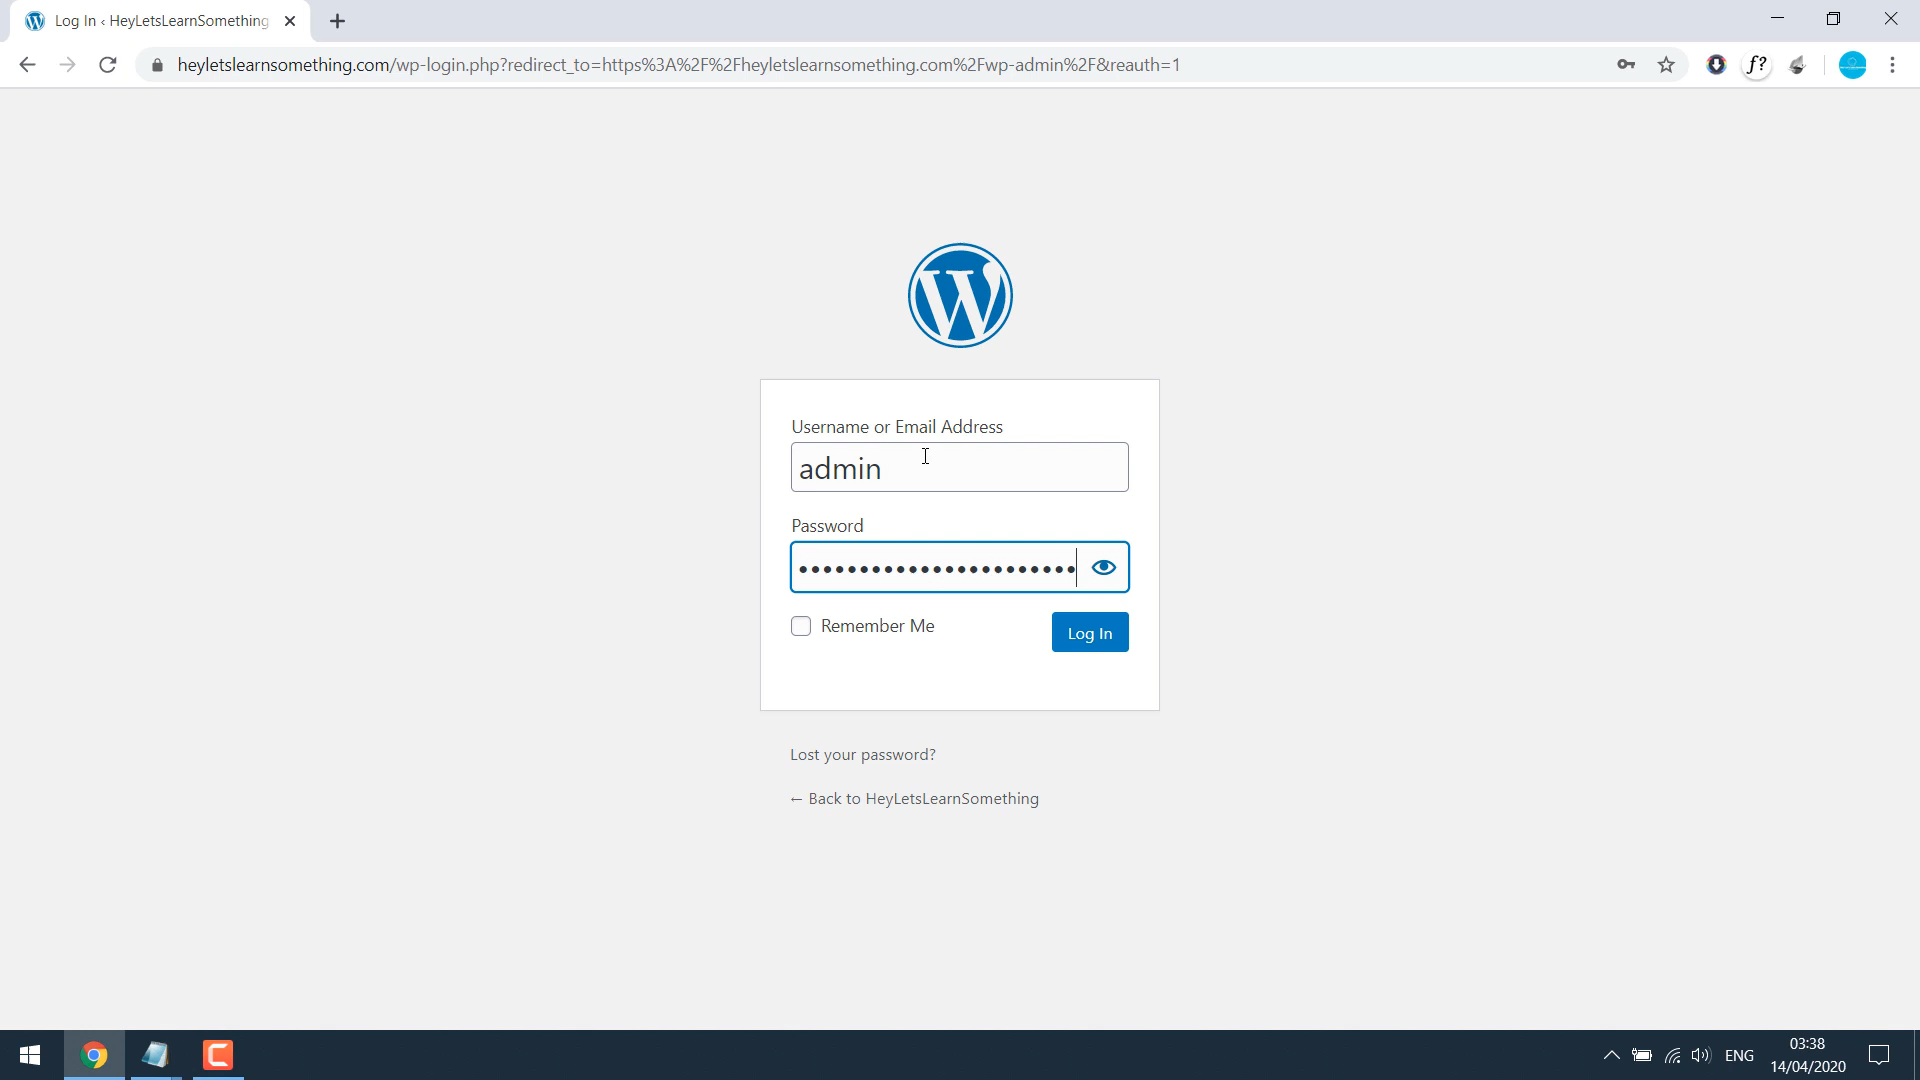 Log In ‹ HeyLetsLearnSomething
heyletslearnsomething.com/wp-login.php?redirect_to=https%3A%2F%2Fheyletslearnsomething.com%2Fwp-admin%2F&reauth=1
f?
Username or Email Address
admin
Password
•••••••••••••••••••••••
Remember Me
Log In
Lost your password?
← Back to HeyLetsLearnSomething
ENG
03:38
14/04/2020